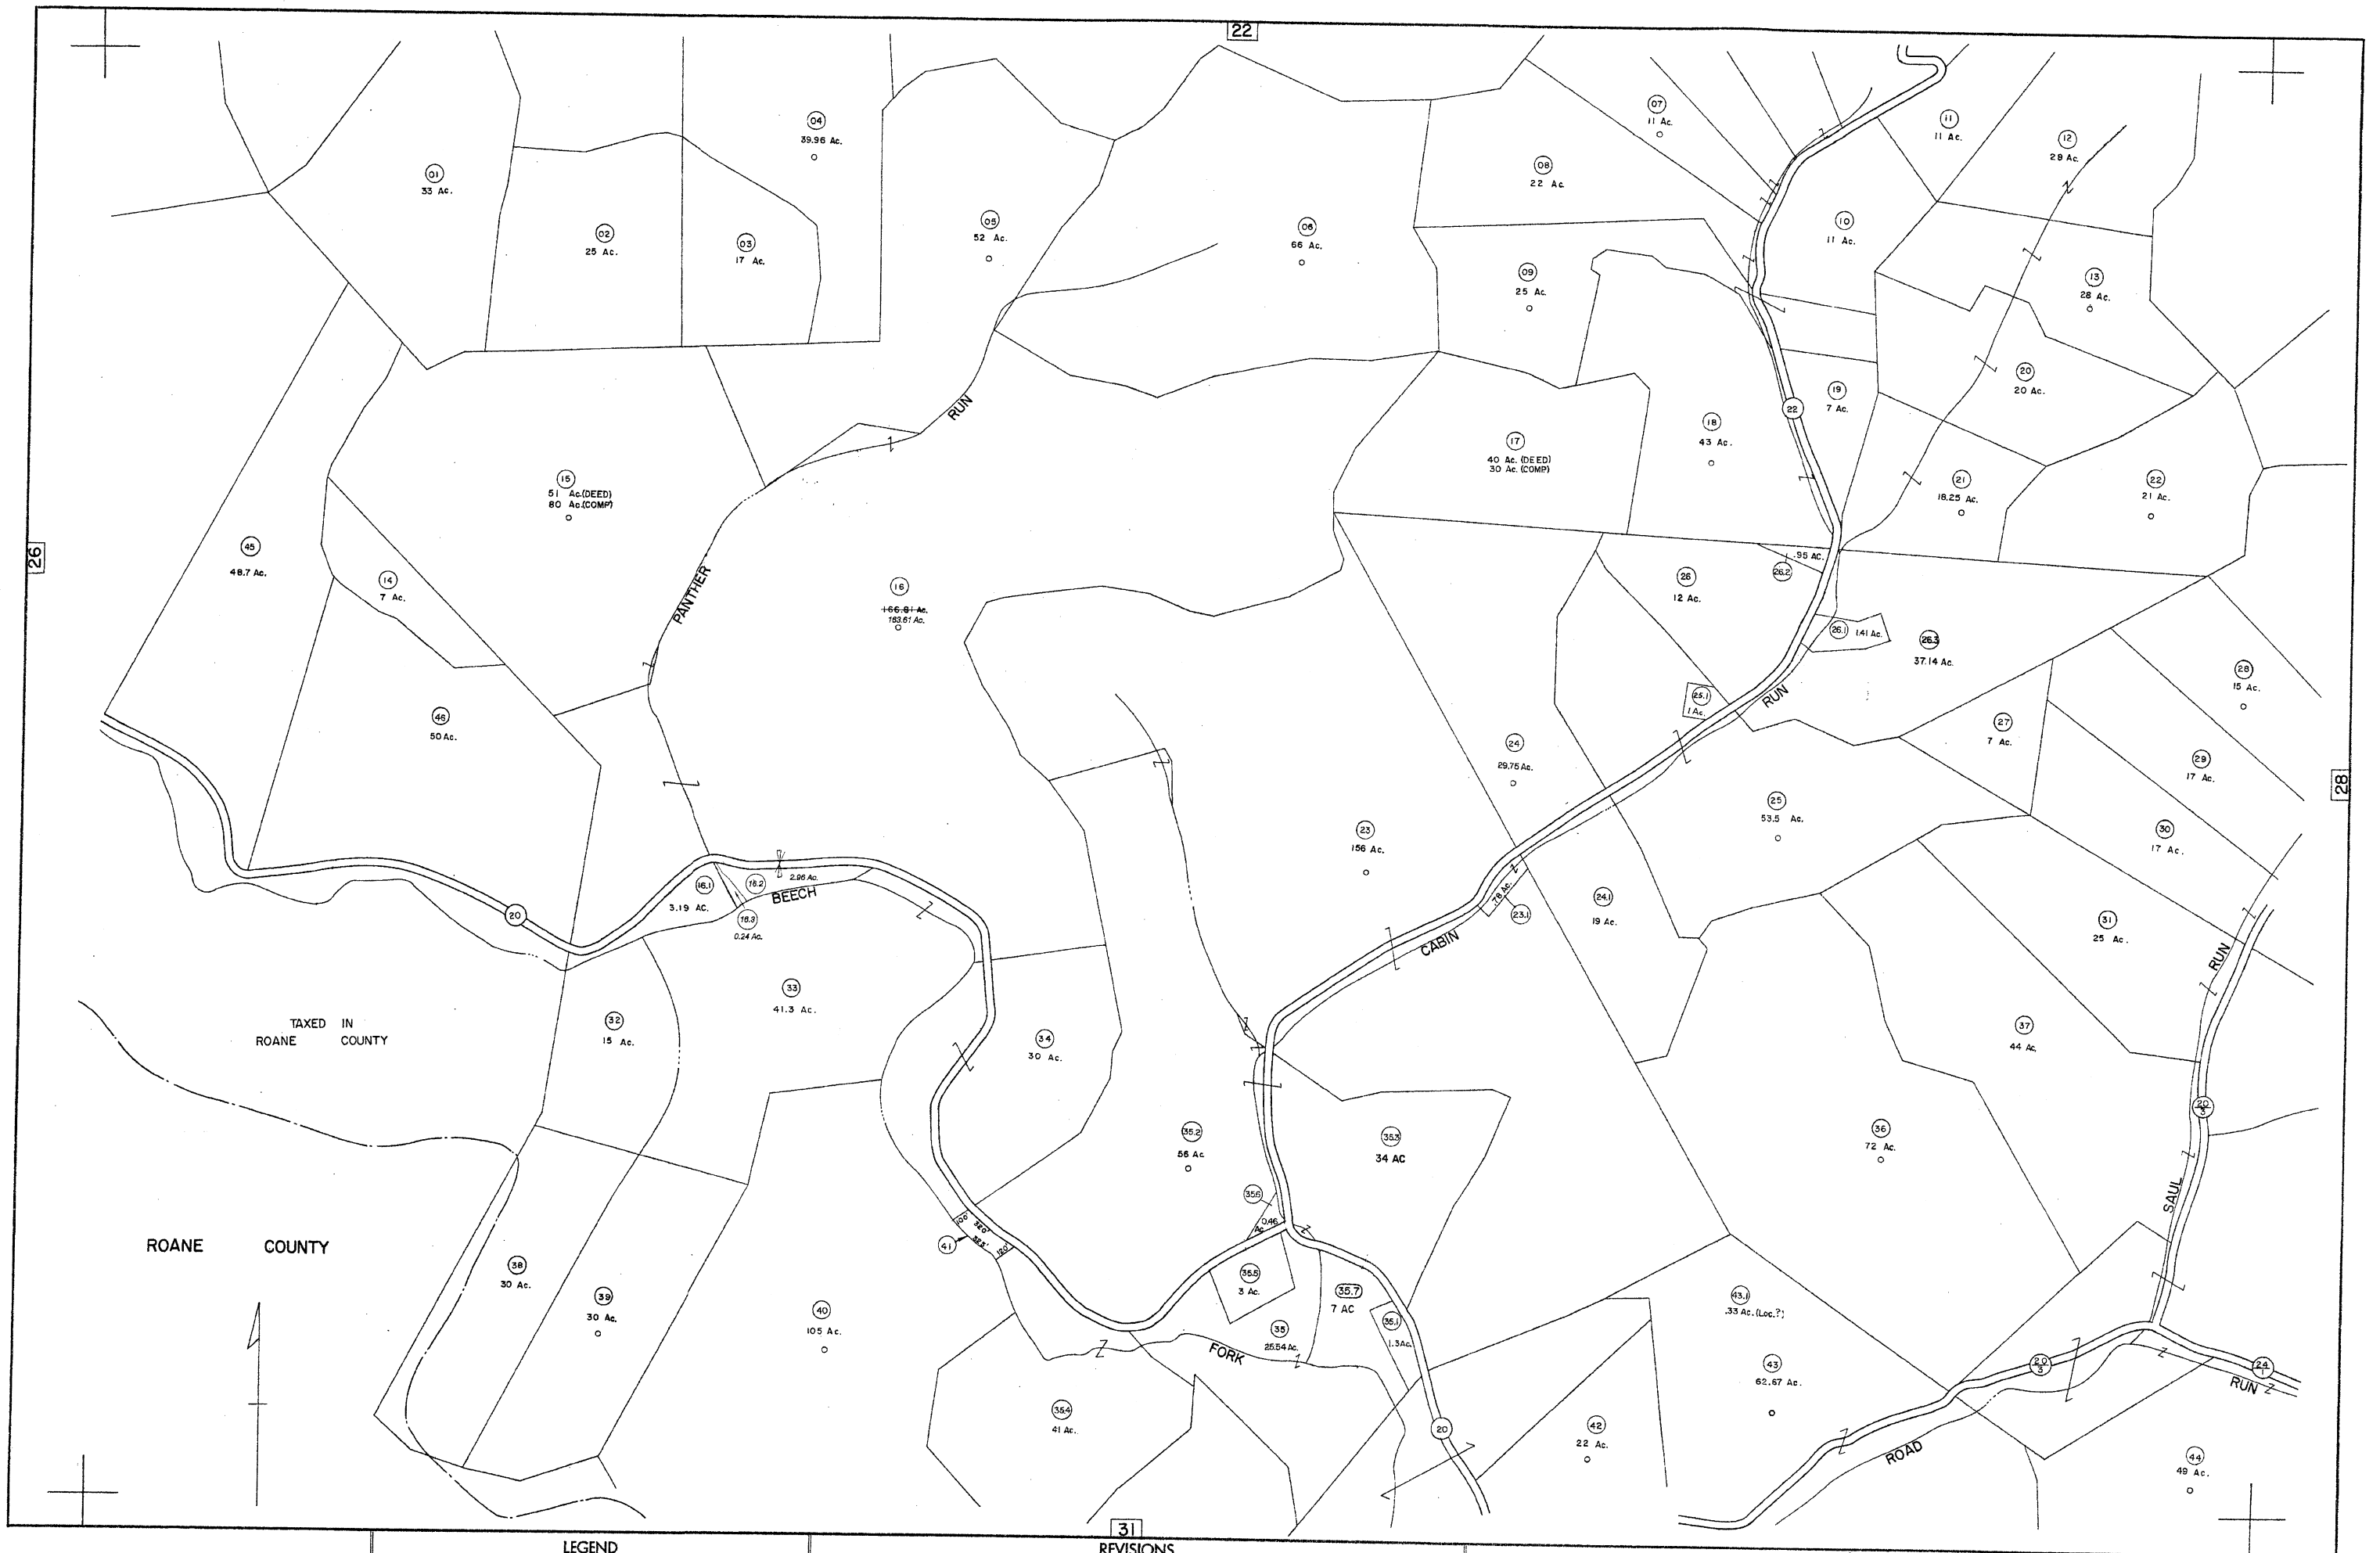 22
01
33 Ac.
02
25 Ac.
03
17 Ac.
04
39.96 Ac.
05
52 Ac.
06
66 Ac.
07
11 Ac.
08
22 Ac.
09
25 Ac.
10
11 Ac.
11
11 Ac.
12
28 Ac.
13
28 Ac.
20
20 Ac.
19
7 Ac.
22
18
43 Ac.
17
40 Ac. (DEED)
30 Ac. (COMP)
21
18.25 Ac.
22
21 Ac.
RUN
PANTHER
15
51 Ac.(DEED)
80 Ac.(COMP)
14
7 Ac.
45
48.7 Ac.
26
46
50 Ac.
16
166.81 Ac.
163.61 Ac.
.95 Ac.
26.2
26
12 Ac.
26.1
1.41 Ac.
26.3
37.14 Ac.
25.1
1 Ac.
RUN
28
15 Ac.
27
7 Ac.
29
17 Ac.
28
30
17 Ac.
24
29.75 Ac.
25
53.5 Ac.
23
156 Ac.
.78 Ac.
23.1
CABIN
24.1
19 Ac.
31
25 Ac.
RUN
20
16.1
3.19 AC.
16.2
2.96 Ac.
BEECH
16.3
0.24 Ac.
TAXED IN
ROANE COUNTY
32
15 Ac.
33
41.3 Ac.
34
30 Ac.
37
44 Ac.
20
3
36
72 Ac.
SAUL
35.2
56 Ac
35.3
34 AC
35.6
0.46
Ac.
ROANE COUNTY
38
30 Ac.
39
30 Ac.
40
105 Ac.
41
100'
320'
325'
120'
35.5
3 Ac.
35.7
7 AC
35.1
1.3 Ac.
35
25.54 Ac.
FORK
43.1
.33 Ac. (Loc.?)
43
62.67 Ac.
20
3
24
1
RUN
35.4
41 Ac.
20
42
22 Ac.
ROAD
44
49 Ac.
31
LEGEND
REVISIONS